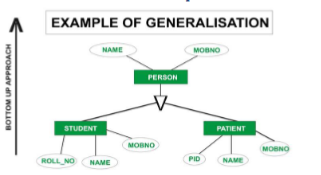 EXAMPLE OF GENERALISATION
BOTTOM UP APPROACH
NAME
MOBNO
PERSON
STUDENT
PATIENT
ROLL_NO
NAME
MOBNO
PID
NAME
MOBNO